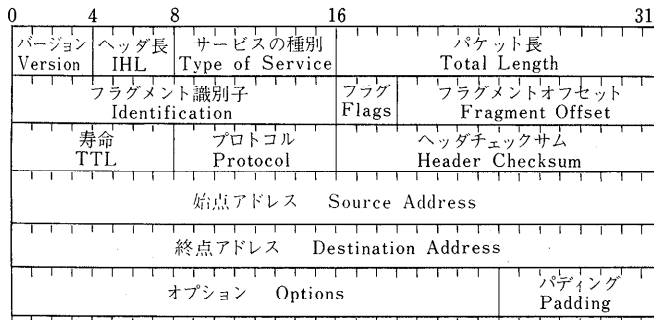 0 4 8 16 31
バージョン ヘッダ長 サービスの種別 パケット長
Version IHL Type of Service Total Length
フラグメント識別子 フラグ フラグメントオフセット
Identification Flags Fragment Offset
寿命 プロトコル ヘッダチェックサム
TTL Protocol Header Checksum
始点アドレス Source Address
終点アドレス Destination Address
オプション Options パディング
Padding